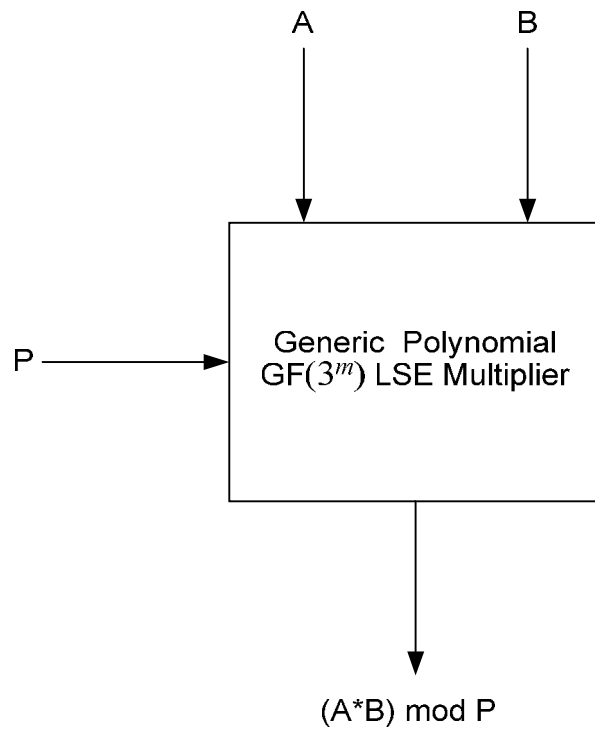 A
B
P
Generic Polynomial
GF(3^m) LSE Multiplier
(A*B) mod P